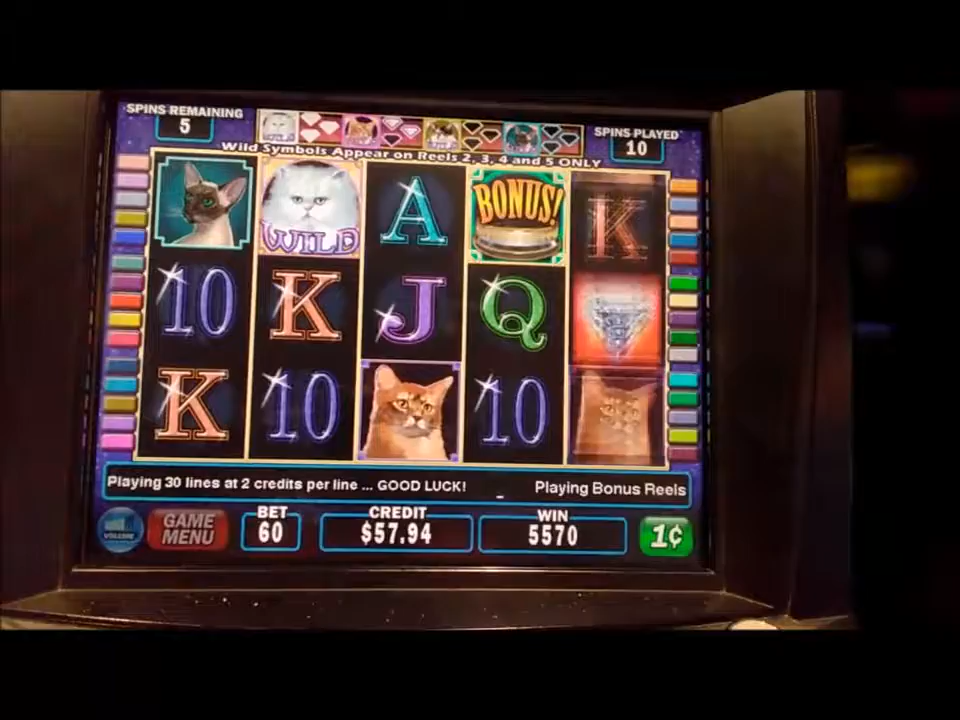 SPINS REMAINING
5
SPINS PLAYED
10
Wild Symbols Appear on Reels 2, 3, 4 and 5 ONLY
WILD
A
BONUS!
K
10
K
J
Q
K
10
10
Playing 30 lines at 2 credits per line ... GOOD LUCK!
Playing Bonus Reels
VOLUME
GAME
MENU
BET
60
CREDIT
$57.94
WIN
5570
1¢